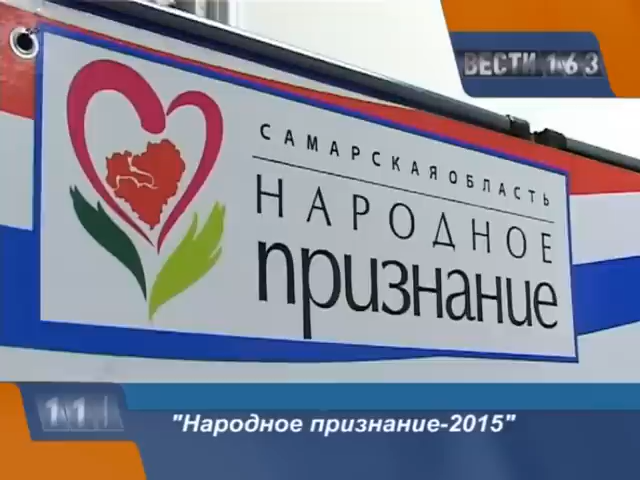 ВЕСТИ 163
САМАРСКАЯ ОБЛАСТЬ
НАРОДНОЕ
признание
"Народное признание-2015"